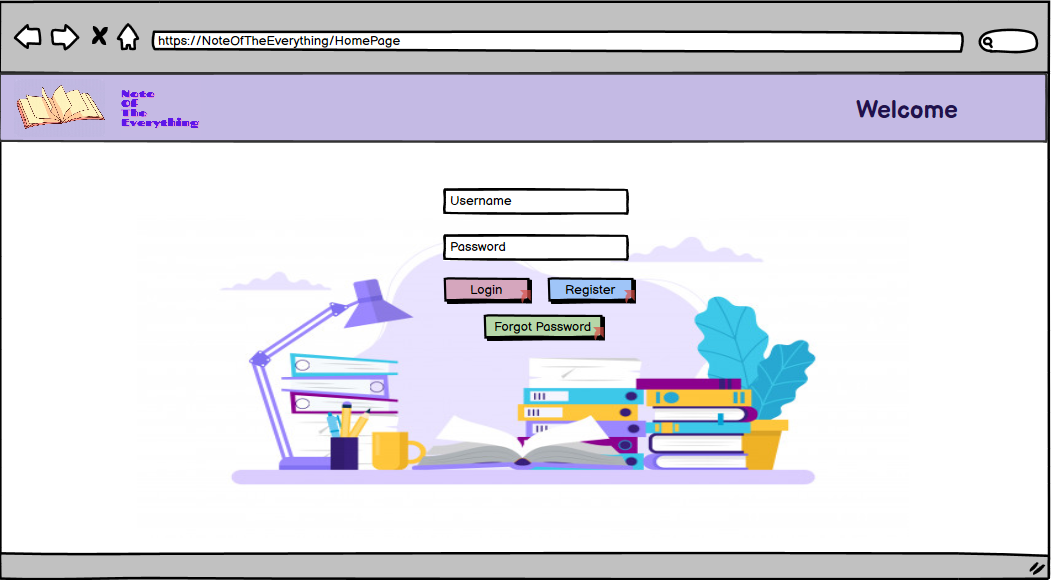 https://NoteOfTheEverything/HomePage
Note
Of
The
Everything
Welcome
Username
Password
Login
Register
Forgot Password